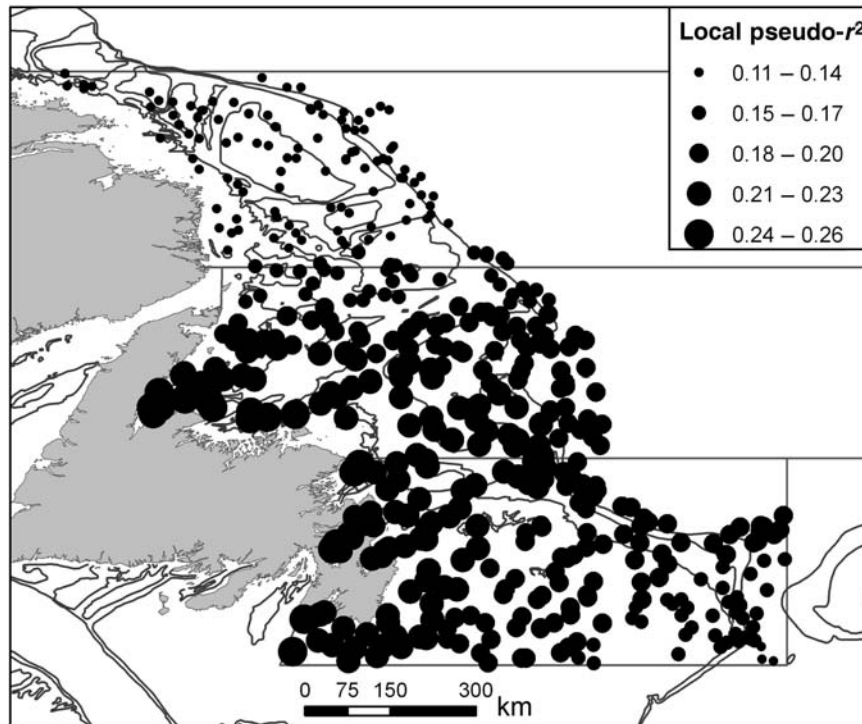 Local pseudo-r²
0.11 – 0.14
0.15 – 0.17
0.18 – 0.20
0.21 – 0.23
0.24 – 0.26
0 75 150 300
km